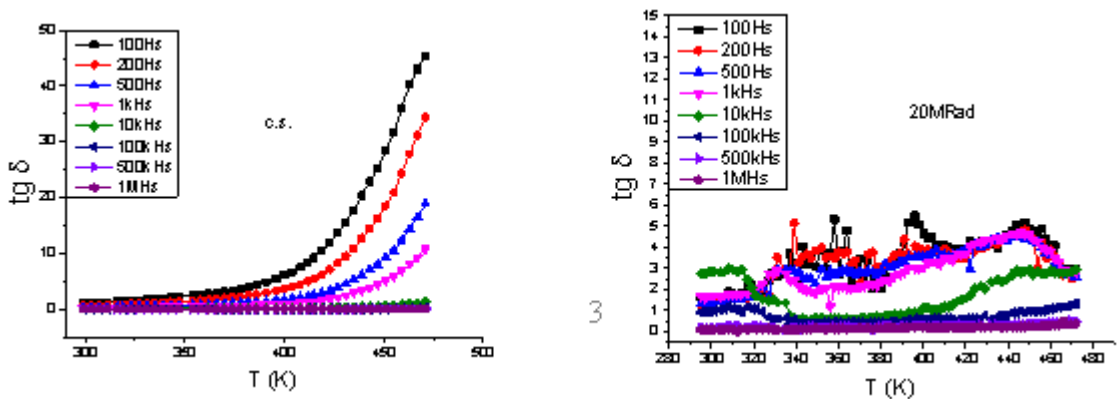 50
40
30
20
10
0
tg δ
100Hs
200Hs
500Hs
1kHs
10kHs
100kHs
500kHs
1MHs
c.s.
300
350
400
450
500
T (K)
15
14
13
12
11
10
9
8
7
6
5
4
3
2
1
0
tg δ
100Hs
200Hs
500Hs
1kHs
10kHs
100kHs
500kHs
1MHs
20MRad
3
280
300
320
340
360
380
400
420
440
460
480
T (K)